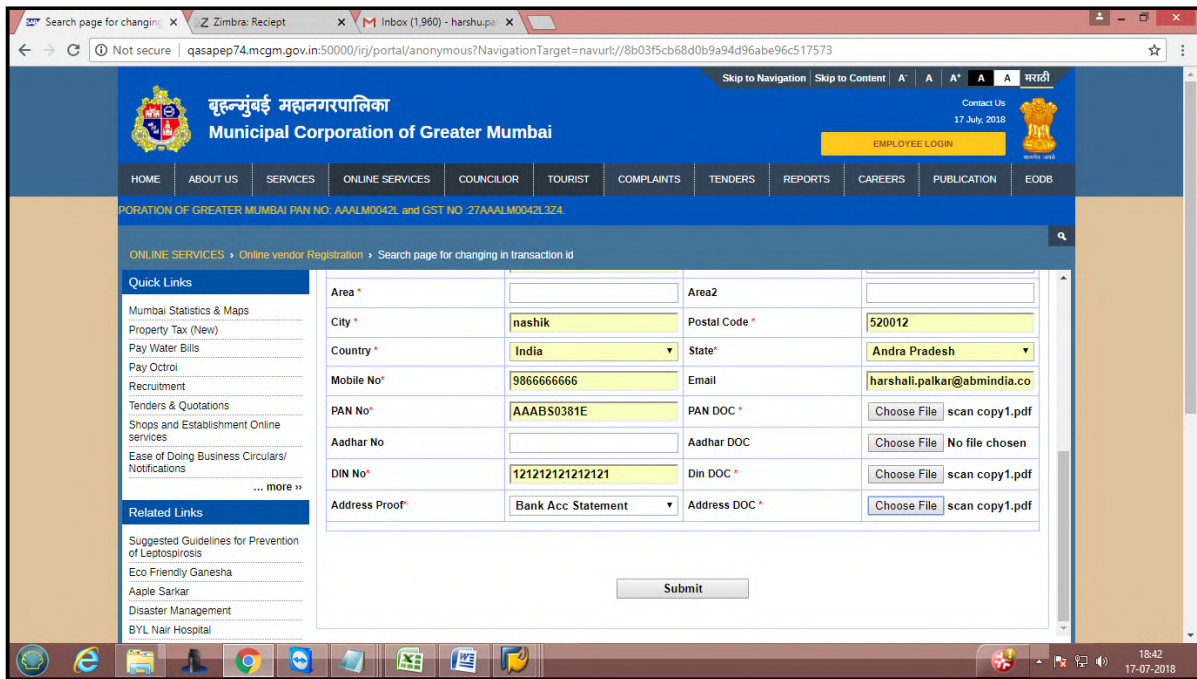 Search page for changing
Zimbra: Reciept
Inbox (1,960) - harshu.pa
Not secure | qasapep74.mcgm.gov.in:50000/irj/portal/anonymous?NavigationTarget=navurl://8b03f5cb68d0b9a94d96abe96c517573
Skip to Navigation Skip to Content A- A A+ A A मराठी
बृहन्मुंबई महानगरपालिका
Municipal Corporation of Greater Mumbai
Contact Us
17 July, 2018
EMPLOYEE LOGIN
सत्यमेव जयते
HOME ABOUT US SERVICES ONLINE SERVICES COUNCILIOR TOURIST COMPLAINTS TENDERS REPORTS CAREERS PUBLICATION EODB
PORATION OF GREATER MUMBAI PAN NO: AAALM0042L and GST NO :27AAALM0042L3Z4.
ONLINE SERVICES › Online vendor Registration › Search page for changing in transaction id
Quick Links
Mumbai Statistics & Maps
Property Tax (New)
Pay Water Bills
Pay Octroi
Recruitment
Tenders & Quotations
Shops and Establishment Online
services
Ease of Doing Business Circulars/
Notifications
... more ››
Related Links
Suggested Guidelines for Prevention
of Leptospirosis
Eco Friendly Ganesha
Aaple Sarkar
Disaster Management
BYL Nair Hospital
Area * Area2
City * nashik Postal Code * 520012
Country * India State* Andra Pradesh
Mobile No* 9866666666 Email harshali.palkar@abmindia.co
PAN No* AAABS0381E PAN DOC * Choose File scan copy1.pdf
Aadhar No Aadhar DOC Choose File No file chosen
DIN No* 121212121212121 Din DOC * Choose File scan copy1.pdf
Address Proof* Bank Acc Statement Address DOC * Choose File scan copy1.pdf
Submit
18:42
17-07-2018